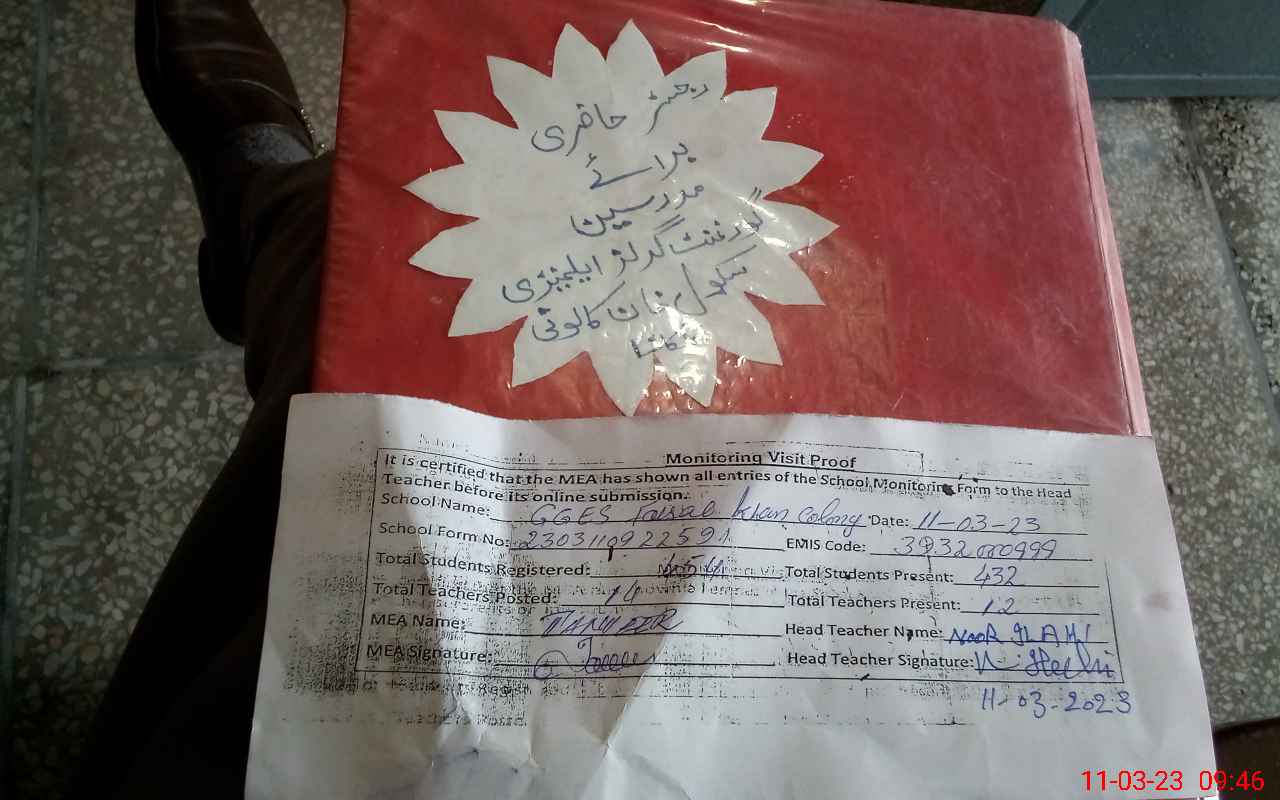 رجسٹر حاضری
برائے
مدرسین
گورنمنٹ گرلز ایلیمنٹری
سکول خان کالونی
Monitoring Visit Proof
It is certified that the MEA has shown all entries of the School Monitoring Form to the Head
Teacher before its online submission.
School Name: GGES Khan Colony Date: 11-03-23
School Form No: 2303110922591 EMIS Code:
Total Students Registered: 454 Total Students Present: 432
Total Teachers Posted: 14 Total Teachers Present: 12
MEA Name: Head Teacher Name: NOOR ILAHI
MEA Signature: Head Teacher Signature:
11-03-2023
11-03-23 09:46